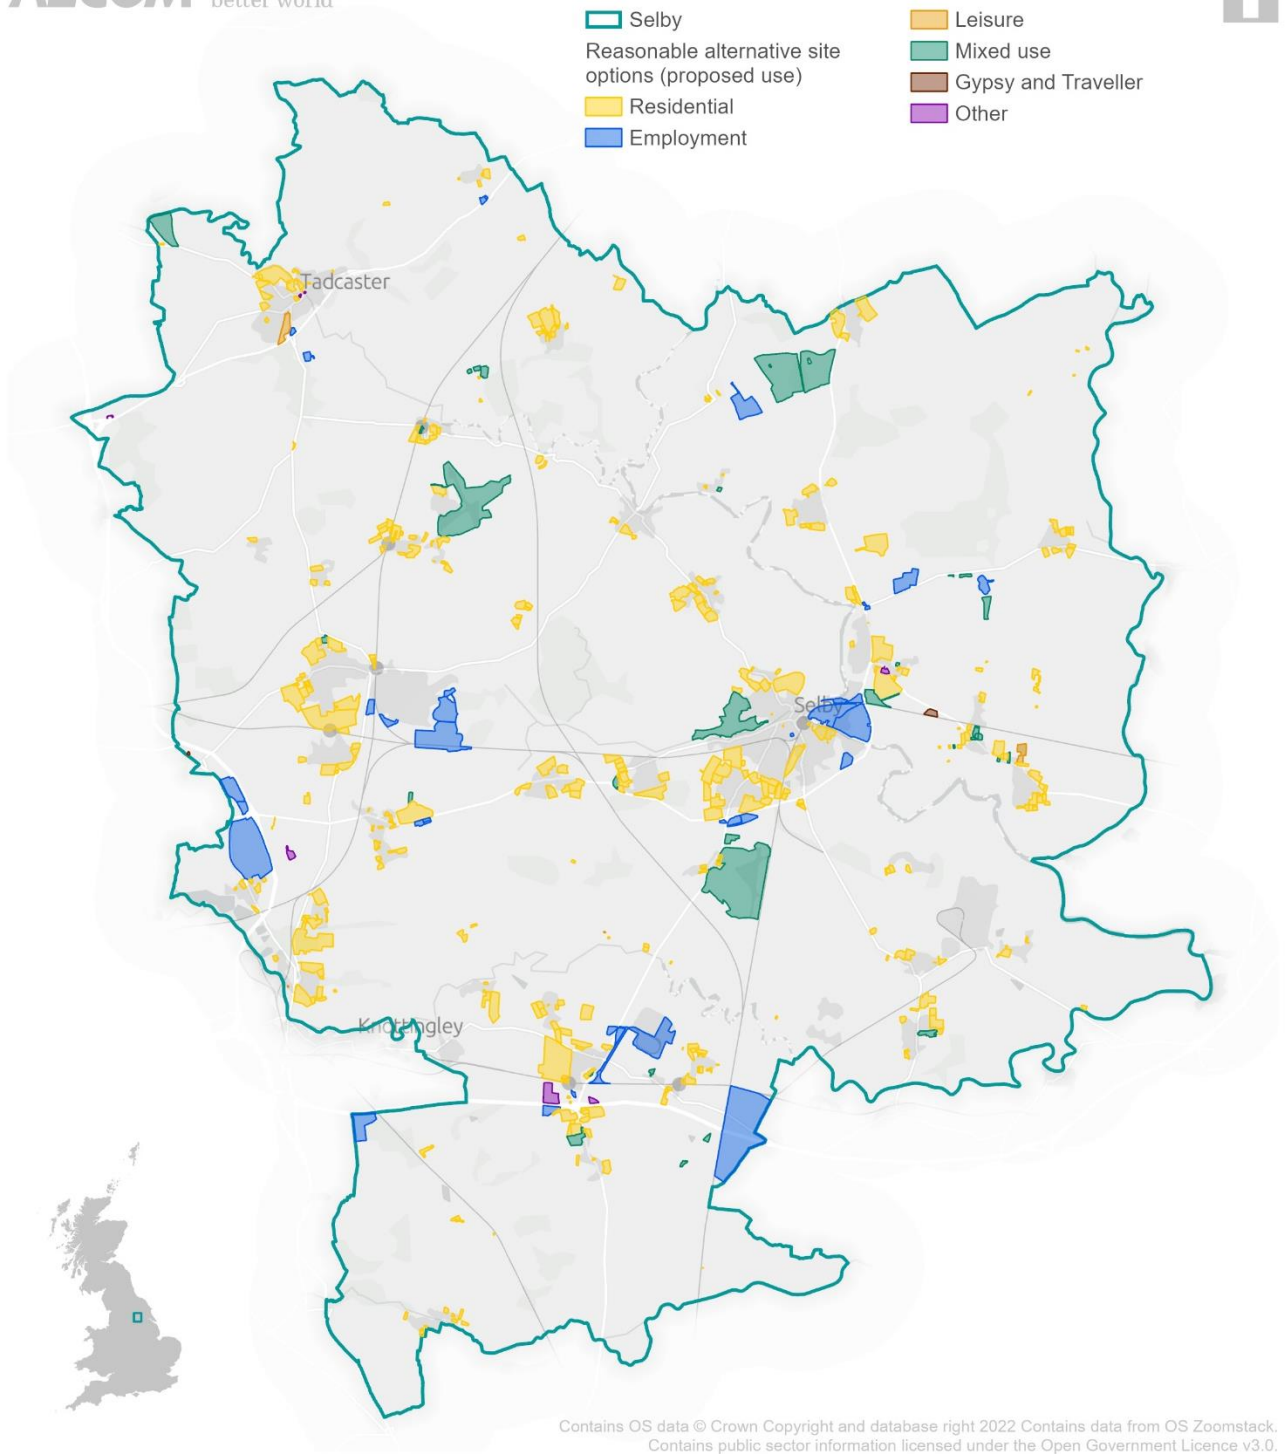 better world
Selby
Reasonable alternative site
options (proposed use)
Residential
Employment
Leisure
Mixed use
Gypsy and Traveller
Other
Tadcaster
Selby
Knottingley
Contains OS data © Crown Copyright and database right 2022 Contains data from OS Zoomstack.
Contains public sector information licensed under the Open Government Licence v3.0.